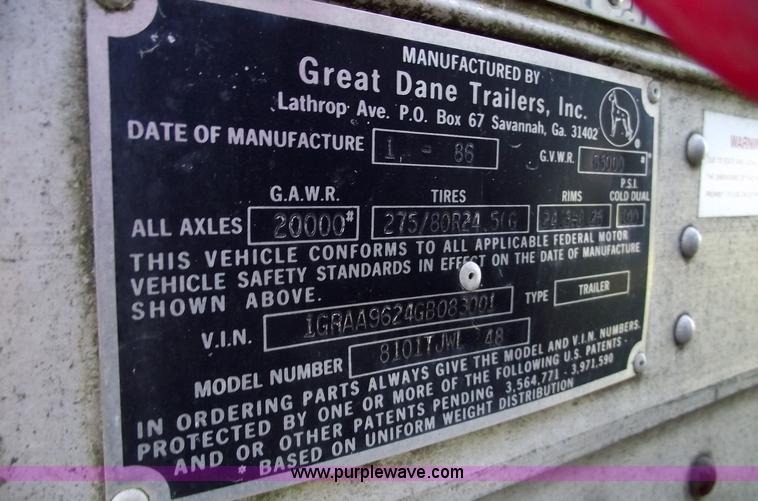 MANUFACTURED BY
Great Dane Trailers, Inc.
Lathrop Ave. P.O. Box 67 Savannah, Ga. 31402
DATE OF MANUFACTURE 1 - 86 G.V.W.R.
G.A.W.R. TIRES RIMS P.S.I. COLD DUAL
ALL AXLES 20000# 275/80R24.5(G
THIS VEHICLE CONFORMS TO ALL APPLICABLE FEDERAL MOTOR
VEHICLE SAFETY STANDARDS IN EFFECT ON THE DATE OF MANUFACTURE
SHOWN ABOVE.
V.I.N. 1GRAA9624GB083001 TYPE TRAILER
MODEL NUMBER 8101TJWL 48
IN ORDERING PARTS ALWAYS GIVE THE MODEL AND V.I.N. NUMBERS.
PROTECTED BY ONE OR MORE OF THE FOLLOWING U.S. PATENTS -
AND OR OTHER PATENTS PENDING 3,564,771 - 3,971,590
* BASED ON UNIFORM WEIGHT DISTRIBUTION
WARNIN
www.purplewave.com